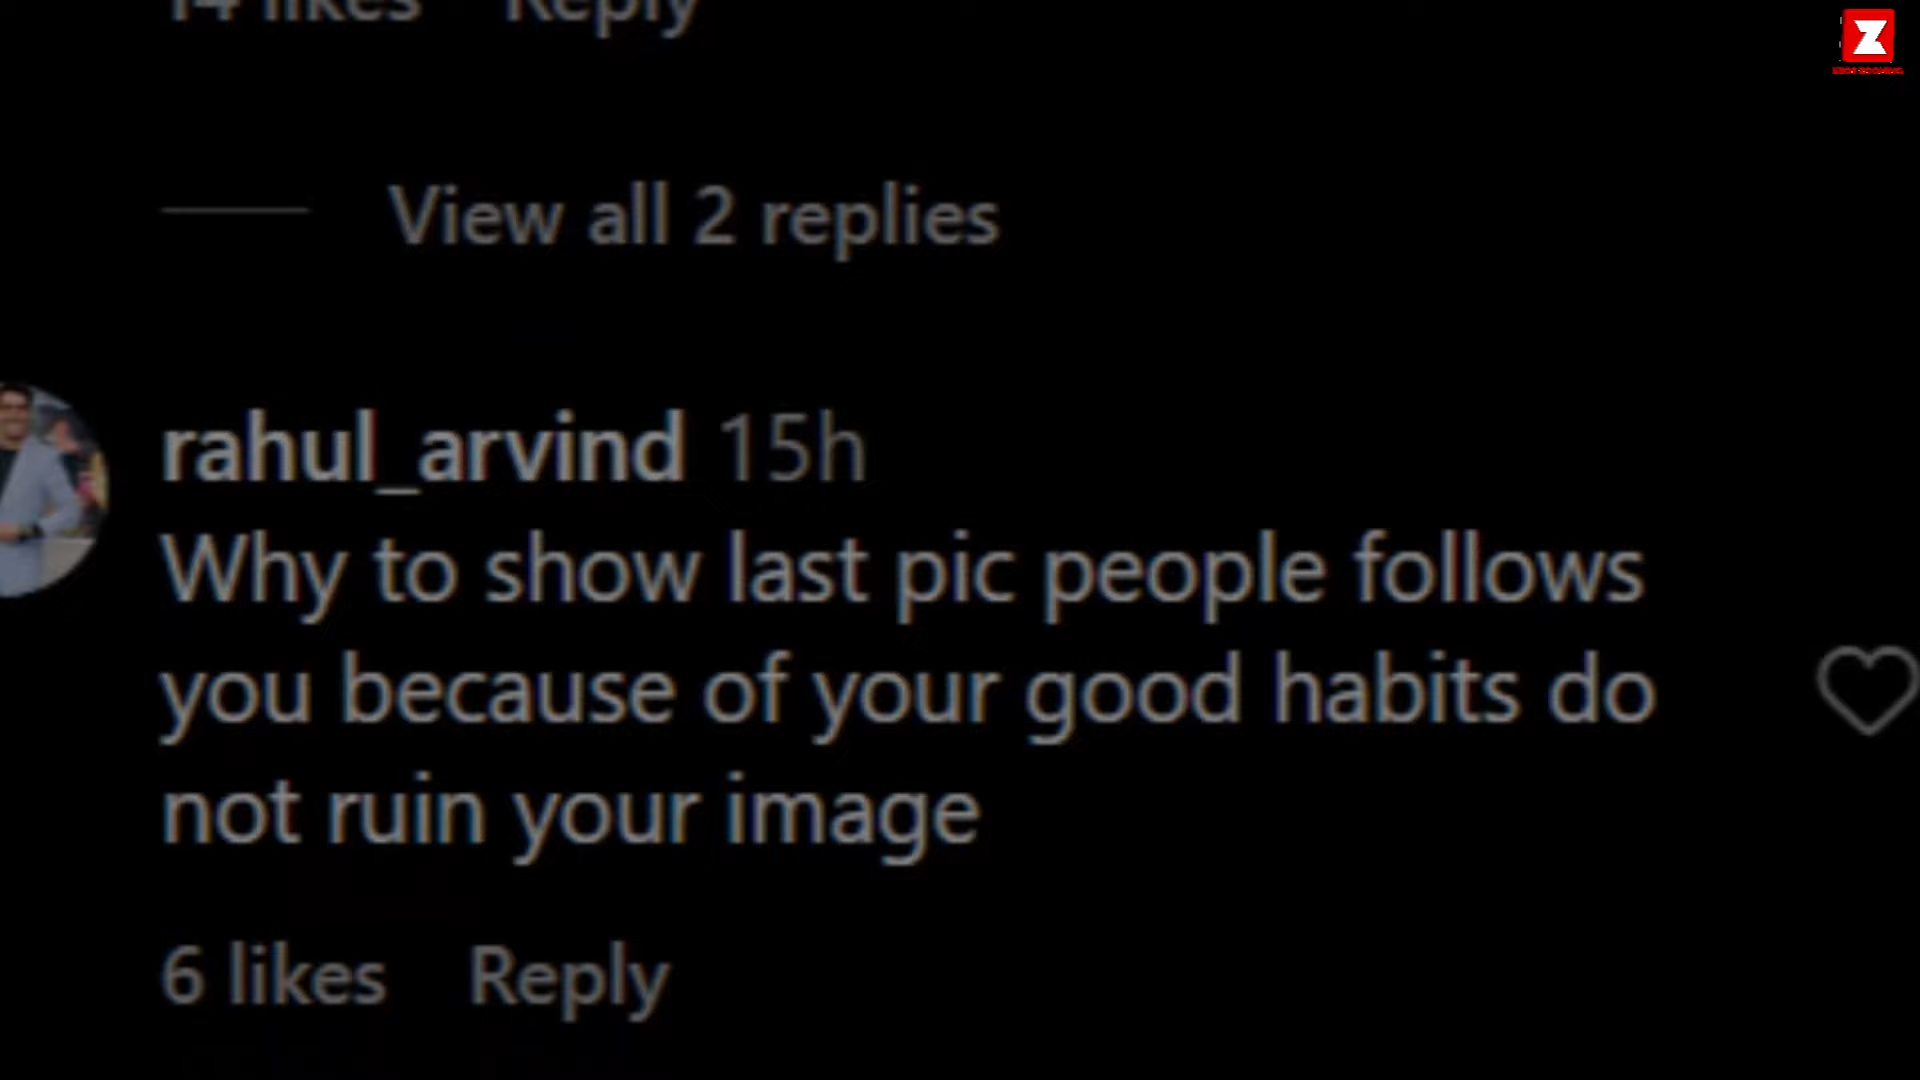 14 likes Reply
View all 2 replies
rahul_arvind 15h
Why to show last pic people follows
you because of your good habits do
not ruin your image
6 likes Reply
Z